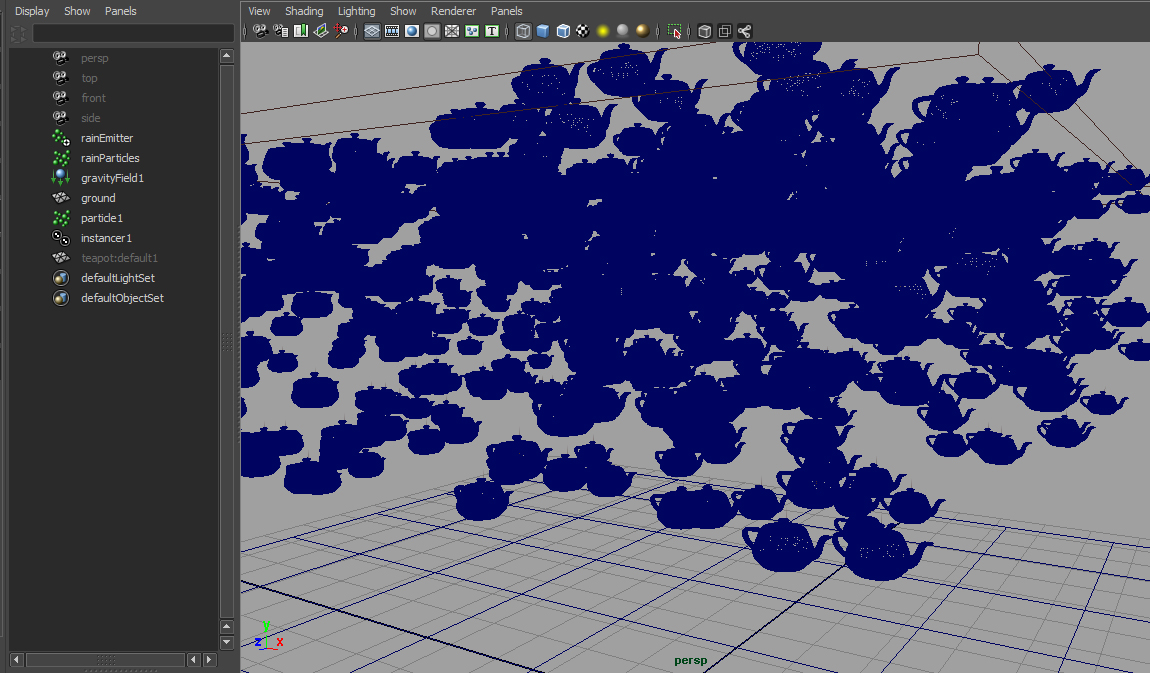 Display Show Panels
View Shading Lighting Show Renderer Panels
T
persp
top
front
side
rainEmitter
rainParticles
gravityField1
ground
particle1
instancer1
teapot:default1
defaultLightSet
defaultObjectSet
y
z x
persp